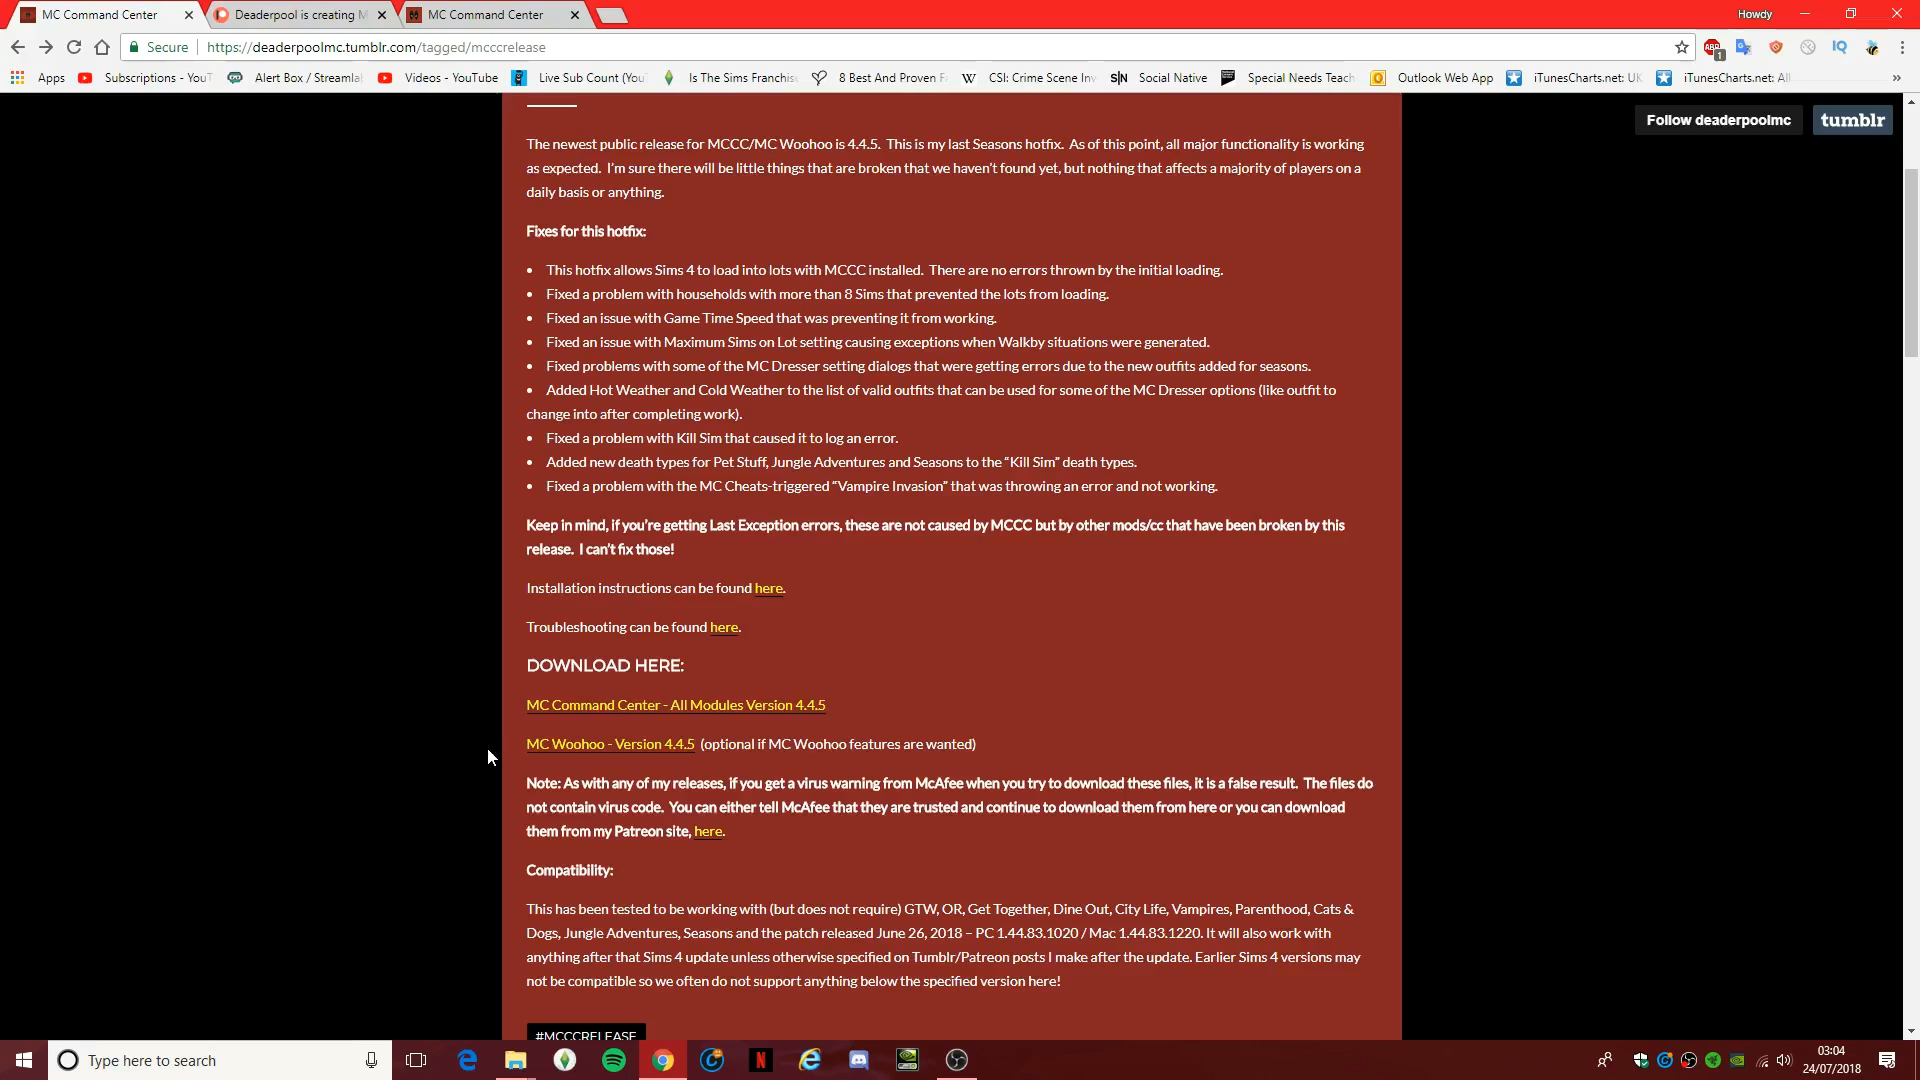 MC Command Center
Deaderpool is creating M
MC Command Center
Howdy
Secure
https://deaderpoolmc.tumblr.com/tagged/mcccrelease
ABP
1
IQ
Apps
Subscriptions - YouT
Alert Box / Streamlab
Videos - YouTube
Live Sub Count (You
Is The Sims Franchise
8 Best And Proven F
W
CSI: Crime Scene Inv
S|N
Social Native
Special Needs Teach
Outlook Web App
iTunesCharts.net: UK
iTunesCharts.net: All
»
Follow deaderpoolmc
tumblr
The newest public release for MCCC/MC Woohoo is 4.4.5. This is my last Seasons hotfix. As of this point, all major functionality is working
as expected. I'm sure there will be little things that are broken that we haven't found yet, but nothing that affects a majority of players on a
daily basis or anything.
Fixes for this hotfix:
• This hotfix allows Sims 4 to load into lots with MCCC installed. There are no errors thrown by the initial loading.
• Fixed a problem with households with more than 8 Sims that prevented the lots from loading.
• Fixed an issue with Game Time Speed that was preventing it from working.
• Fixed an issue with Maximum Sims on Lot setting causing exceptions when Walkby situations were generated.
• Fixed problems with some of the MC Dresser setting dialogs that were getting errors due to the new outfits added for seasons.
• Added Hot Weather and Cold Weather to the list of valid outfits that can be used for some of the MC Dresser options (like outfit to
change into after completing work).
• Fixed a problem with Kill Sim that caused it to log an error.
• Added new death types for Pet Stuff, Jungle Adventures and Seasons to the “Kill Sim” death types.
• Fixed a problem with the MC Cheats-triggered “Vampire Invasion” that was throwing an error and not working.
Keep in mind, if you're getting Last Exception errors, these are not caused by MCCC but by other mods/cc that have been broken by this
release. I can't fix those!
Installation instructions can be found here.
Troubleshooting can be found here.
DOWNLOAD HERE:
MC Command Center - All Modules Version 4.4.5
MC Woohoo - Version 4.4.5 (optional if MC Woohoo features are wanted)
Note: As with any of my releases, if you get a virus warning from McAfee when you try to download these files, it is a false result. The files do
not contain virus code. You can either tell McAfee that they are trusted and continue to download them from here or you can download
them from my Patreon site, here.
Compatibility:
This has been tested to be working with (but does not require) GTW, OR, Get Together, Dine Out, City Life, Vampires, Parenthood, Cats &
Dogs, Jungle Adventures, Seasons and the patch released June 26, 2018 – PC 1.44.83.1020 / Mac 1.44.83.1220. It will also work with
anything after that Sims 4 update unless otherwise specified on Tumblr/Patreon posts I make after the update. Earlier Sims 4 versions may
not be compatible so we often do not support anything below the specified version here!
#MCCCRELEASE
Type here to search
03:04
24/07/2018